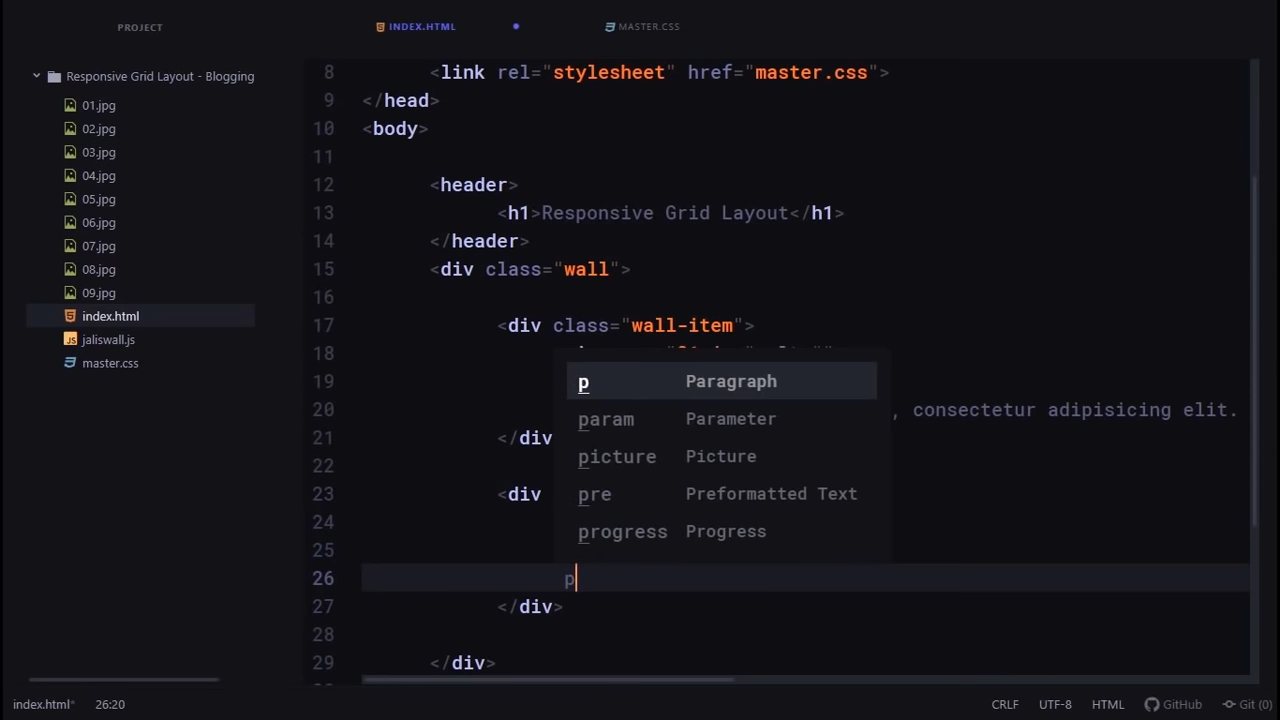 PROJECT
INDEX.HTML
MASTER.CSS
Responsive Grid Layout - Blogging
01.jpg
02.jpg
03.jpg
04.jpg
05.jpg
06.jpg
07.jpg
08.jpg
09.jpg
index.html
jaliswall.js
master.css
8 <link rel="stylesheet" href="master.css">
9 </head>
10 <body>
11
12 <header>
13 <h1>Responsive Grid Layout</h1>
14 </header>
15 <div class="wall">
16
17 <div class="wall-item">
18
19
20 , consectetur adipisicing elit.
21 </div
22
23 <div
24
25
26 p
27 </div>
28
29 </div>
p Paragraph
param Parameter
picture Picture
pre Preformatted Text
progress Progress
index.html* 26:20 CRLF UTF-8 HTML GitHub Git (0)